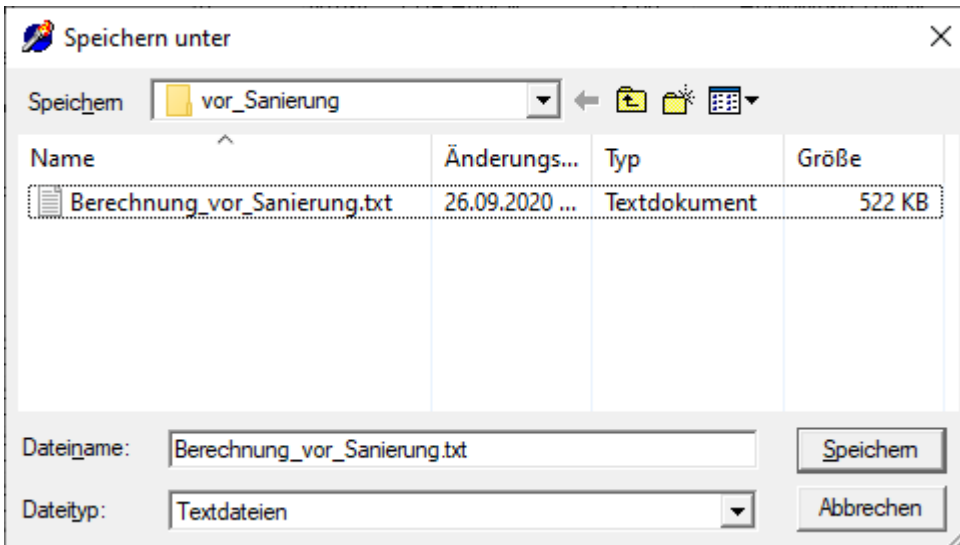 Speichern unter
Speichern vor_Sanierung
Name Änderungs... Typ Größe
Berechnung_vor_Sanierung.txt 26.09.2020 ... Textdokument 522 KB
Dateiname: Berechnung_vor_Sanierung.txt Speichern
Dateityp: Textdateien Abbrechen